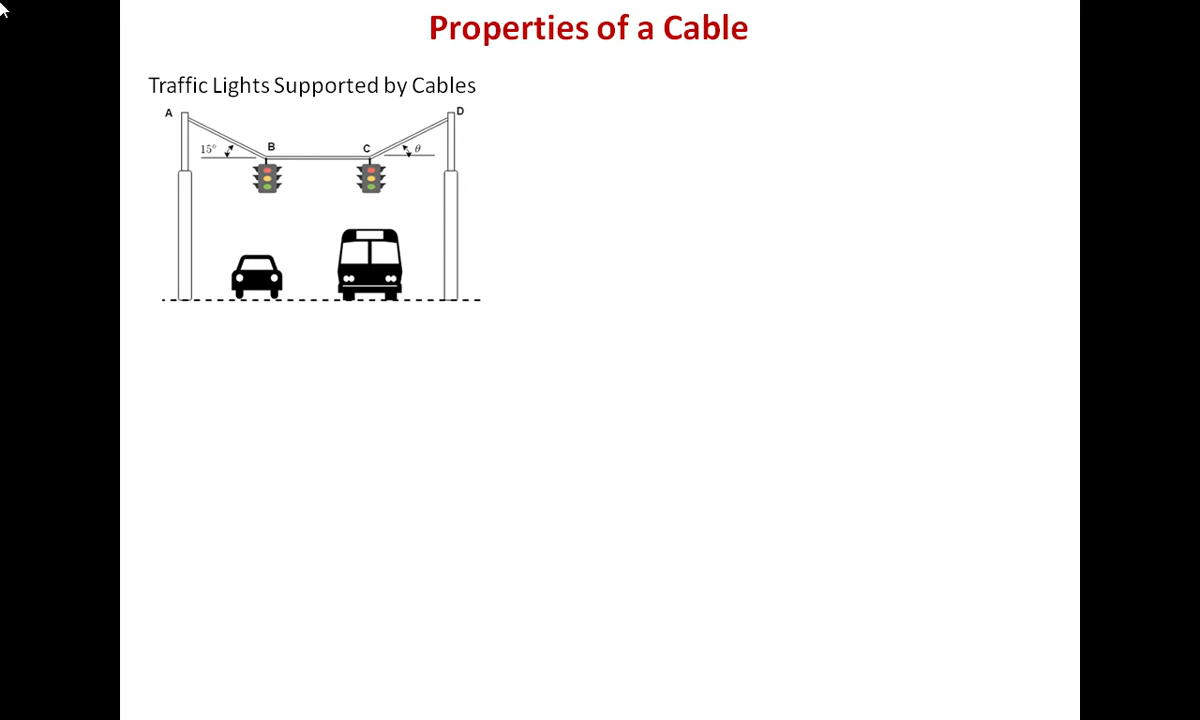 Properties of a Cable
Traffic Lights Supported by Cables
A
D
15°
B
C
θ